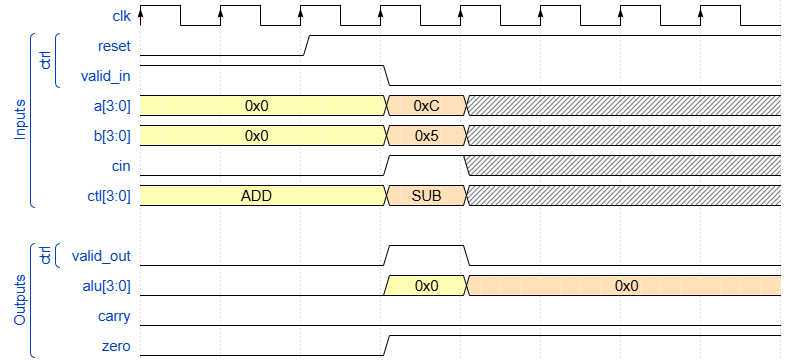 clk
Inputs
ctrl
reset
valid_in
a[3:0] 0x0 0xC
b[3:0] 0x0 0x5
cin
ctl[3:0] ADD SUB
Outputs
ctrl
valid_out
alu[3:0] 0x0 0x0
carry
zero